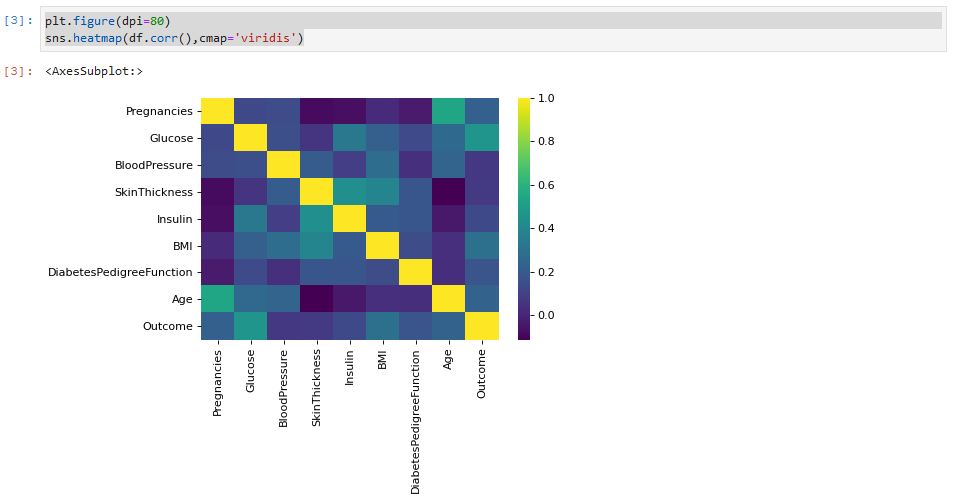 [3]: plt.figure(dpi=80)
sns.heatmap(df.corr(),cmap='viridis')
[3]: <AxesSubplot:>
Pregnancies
Glucose
BloodPressure
SkinThickness
Insulin
BMI
DiabetesPedigreeFunction
Age
Outcome
1.0
0.8
0.6
0.4
0.2
0.0
Pregnancies
Glucose
BloodPressure
SkinThickness
Insulin
BMI
DiabetesPedigreeFunction
Age
Outcome